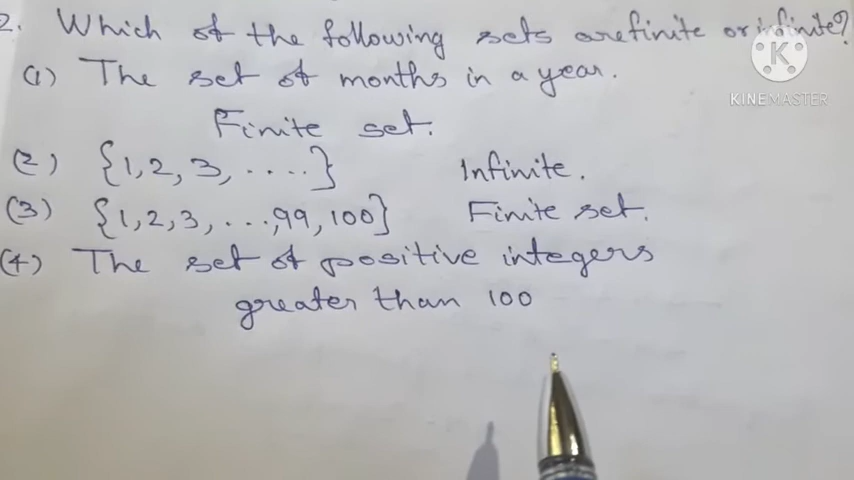 2. Which of the following sets are finite or infinite?
(1) The set of months in a year.
Finite set.
(2) {1,2,3,.....} Infinite.
(3) {1,2,3,...,99,100} Finite set.
(4) The set of positive integers
greater than 100
K
KINEMASTER